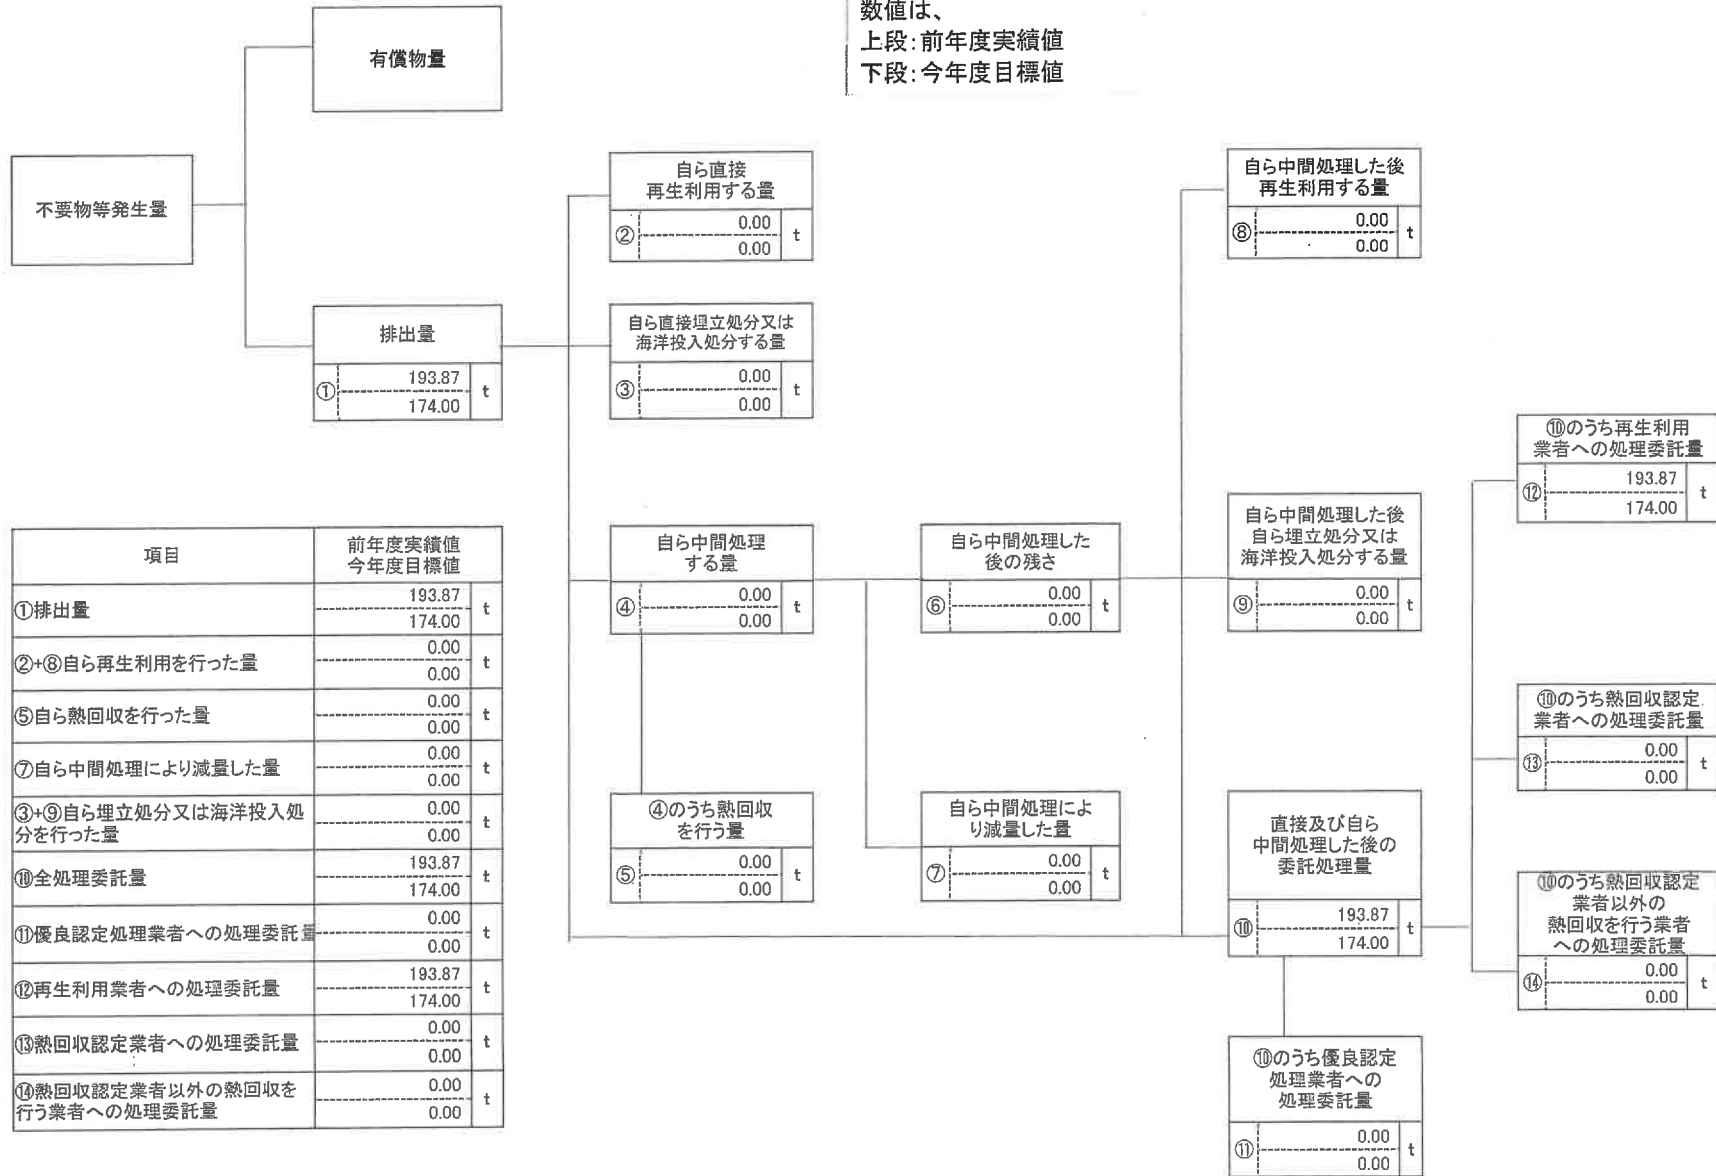 数値は、
上段:前年度実績値
下段:今年度目標値
有償物量
不要物等発生量
排出量
① 193.87 t
174.00
自ら直接
再生利用する量
② 0.00 t
0.00
自ら直接埋立処分又は
海洋投入処分する量
③ 0.00 t
0.00
自ら中間処理
する量
④ 0.00 t
0.00
④のうち熱回収
を行う量
⑤ 0.00 t
0.00
自ら中間処理した
後の残さ
⑥ 0.00 t
0.00
自ら中間処理によ
り減量した量
⑦ 0.00 t
0.00
自ら中間処理した後
再生利用する量
⑧ 0.00 t
0.00
自ら中間処理した後
自ら埋立処分又は
海洋投入処分する量
⑨ 0.00 t
0.00
直接及び自ら
中間処理した後の
委託処理量
⑩ 193.87 t
174.00
⑩のうち優良認定
処理業者への
処理委託量
⑪ 0.00 t
0.00
⑩のうち再生利用
業者への処理委託量
⑫ 193.87 t
174.00
⑩のうち熱回収認定
業者への処理委託量
⑬ 0.00 t
0.00
⑩のうち熱回収認定
業者以外の
熱回収を行う業者
への処理委託量
⑭ 0.00 t
0.00
項目 前年度実績値
今年度目標値
①排出量 193.87 t
174.00
②+⑧自ら再生利用を行った量 0.00 t
0.00
⑤自ら熱回収を行った量 0.00 t
0.00
⑦自ら中間処理により減量した量 0.00 t
0.00
③+⑨自ら埋立処分又は海洋投入処
分を行った量 0.00 t
0.00
⑩全処理委託量 193.87 t
174.00
⑪優良認定処理業者への処理委託量 0.00 t
0.00
⑫再生利用業者への処理委託量 193.87 t
174.00
⑬熱回収認定業者への処理委託量 0.00 t
0.00
⑭熱回収認定業者以外の熱回収を
行う業者への処理委託量 0.00 t
0.00